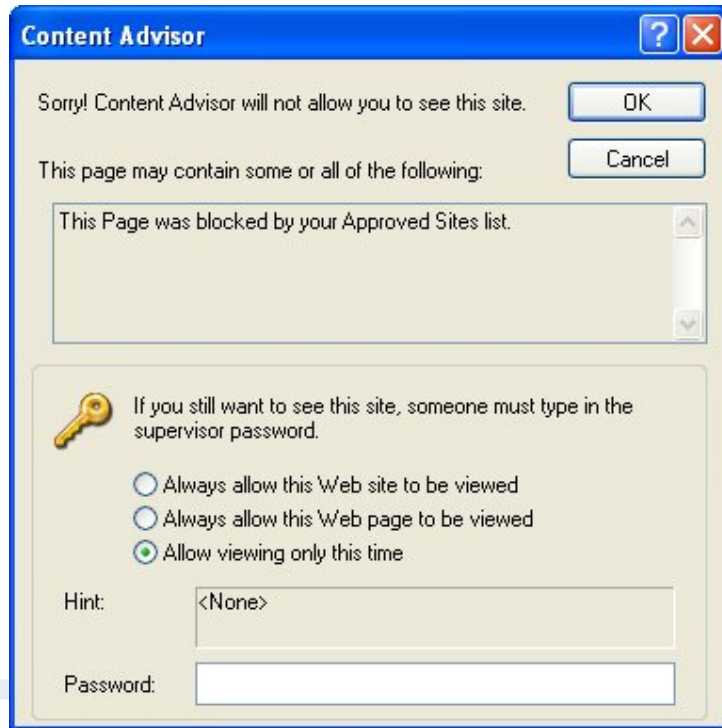 Content Advisor
Sorry! Content Advisor will not allow you to see this site.
OK
Cancel
This page may contain some or all of the following:
This Page was blocked by your Approved Sites list.
If you still want to see this site, someone must type in the
supervisor password.
Always allow this Web site to be viewed
Always allow this Web page to be viewed
Allow viewing only this time
Hint:
<None>
Password: